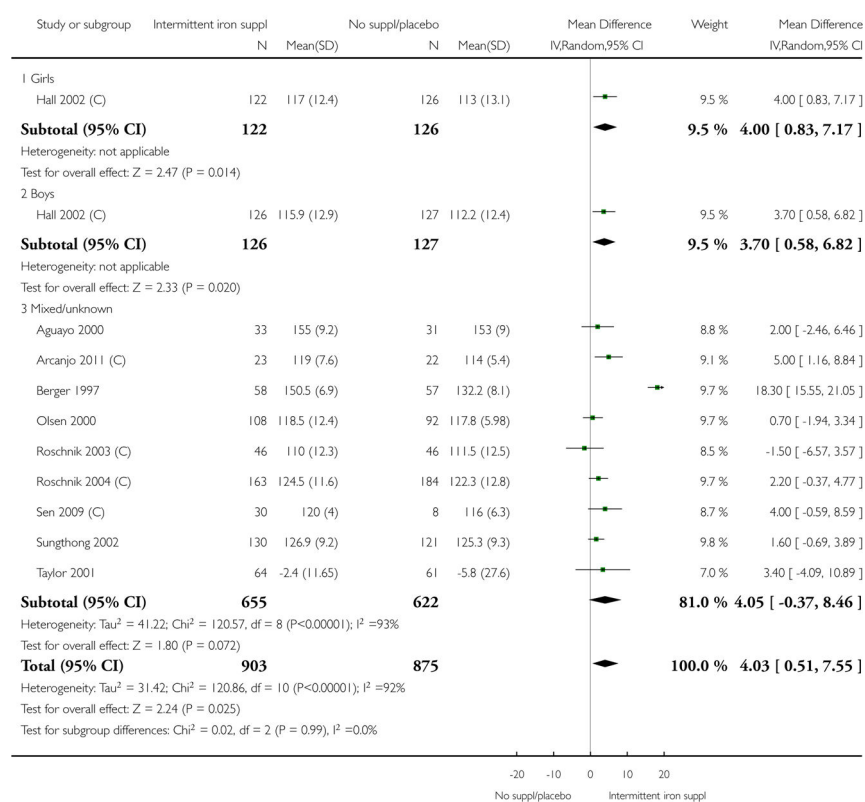 Study or subgroup Intermittent iron suppl No suppl/placebo Mean Difference Weight Mean Difference
N Mean(SD) N Mean(SD) IV,Random,95% CI IV,Random,95% CI
1 Girls
Hall 2002 (C) 122 117 (12.4) 126 113 (13.1) 9.5 % 4.00 [ 0.83, 7.17 ]
Subtotal (95% CI) 122 126 9.5 % 4.00 [ 0.83, 7.17 ]
Heterogeneity: not applicable
Test for overall effect: Z = 2.47 (P = 0.014)
2 Boys
Hall 2002 (C) 126 115.9 (12.9) 127 112.2 (12.4) 9.5 % 3.70 [ 0.58, 6.82 ]
Subtotal (95% CI) 126 127 9.5 % 3.70 [ 0.58, 6.82 ]
Heterogeneity: not applicable
Test for overall effect: Z = 2.33 (P = 0.020)
3 Mixed/unknown
Aguayo 2000 33 155 (9.2) 31 153 (9) 8.8 % 2.00 [ -2.46, 6.46 ]
Arcanjo 2011 (C) 23 119 (7.6) 22 114 (5.4) 9.1 % 5.00 [ 1.16, 8.84 ]
Berger 1997 58 150.5 (6.9) 57 132.2 (8.1) 9.7 % 18.30 [ 15.55, 21.05 ]
Olsen 2000 108 118.5 (12.4) 92 117.8 (5.98) 9.7 % 0.70 [ -1.94, 3.34 ]
Roschnik 2003 (C) 46 110 (12.3) 46 111.5 (12.5) 8.5 % -1.50 [ -6.57, 3.57 ]
Roschnik 2004 (C) 163 124.5 (11.6) 184 122.3 (12.8) 9.7 % 2.20 [ -0.37, 4.77 ]
Sen 2009 (C) 30 120 (4) 8 116 (6.3) 8.7 % 4.00 [ -0.59, 8.59 ]
Sungthong 2002 130 126.9 (9.2) 121 125.3 (9.3) 9.8 % 1.60 [ -0.69, 3.89 ]
Taylor 2001 64 -2.4 (11.65) 61 -5.8 (27.6) 7.0 % 3.40 [ -4.09, 10.89 ]
Subtotal (95% CI) 655 622 81.0 % 4.05 [ -0.37, 8.46 ]
Heterogeneity: Tau² = 41.22; Chi² = 120.57, df = 8 (P<0.00001); I² =93%
Test for overall effect: Z = 1.80 (P = 0.072)
Total (95% CI) 903 875 100.0 % 4.03 [ 0.51, 7.55 ]
Heterogeneity: Tau² = 31.42; Chi² = 120.86, df = 10 (P<0.00001); I² =92%
Test for overall effect: Z = 2.24 (P = 0.025)
Test for subgroup differences: Chi² = 0.02, df = 2 (P = 0.99), I² =0.0%
-20 -10 0 10 20
No suppl/placebo Intermittent iron suppl